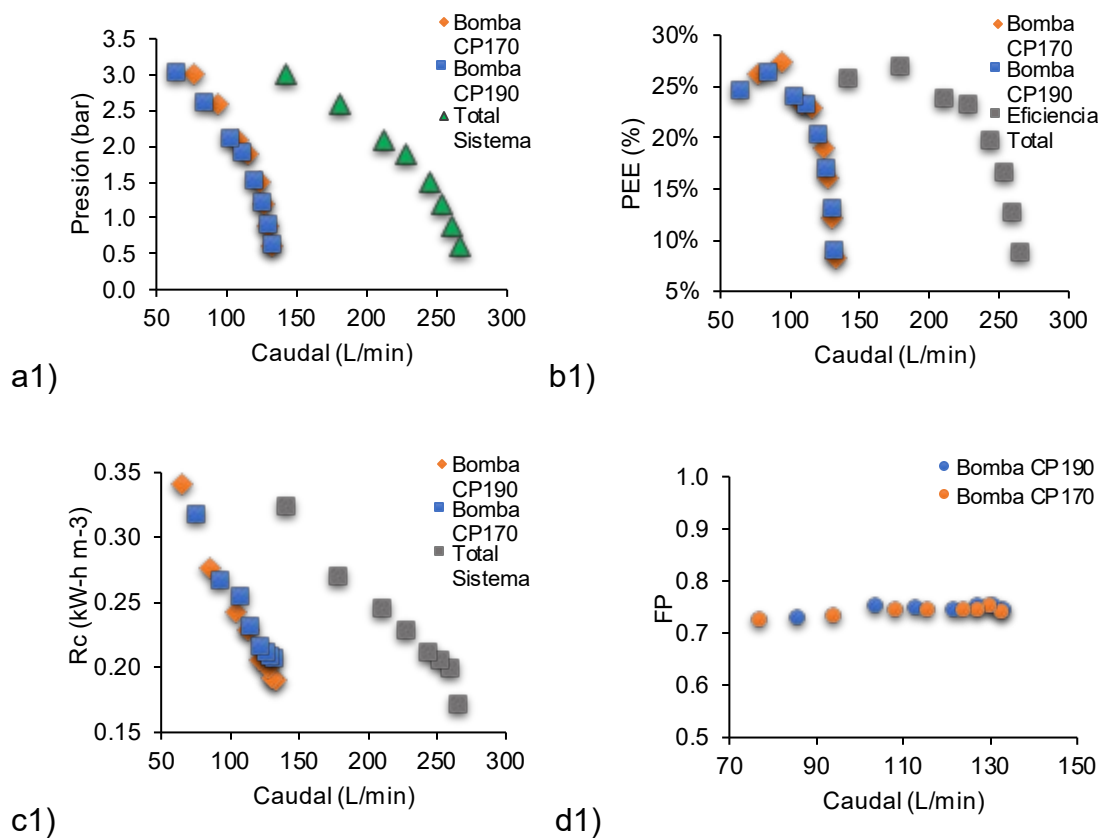 3.5
3.0
2.5
2.0
1.5
1.0
0.5
0.0
Presión (bar)
50 100 150 200 250 300
Caudal (L/min)
Bomba
CP170
Bomba
CP190
Total
Sistema
a1)
30%
25%
20%
15%
10%
5%
PEE (%)
50 100 150 200 250 300
Caudal (L/min)
Bomba
CP170
Bomba
CP190
Eficiencia
Total
b1)
0.35
0.30
0.25
0.20
0.15
Rc (kW-h m-3)
50 100 150 200 250 300
Caudal (L/min)
Bomba
CP190
Bomba
CP170
Total
Sistema
c1)
1.0
0.9
0.8
0.7
0.6
0.5
FP
70 90 110 130 150
Caudal (L/min)
Bomba CP190
Bomba CP170
d1)